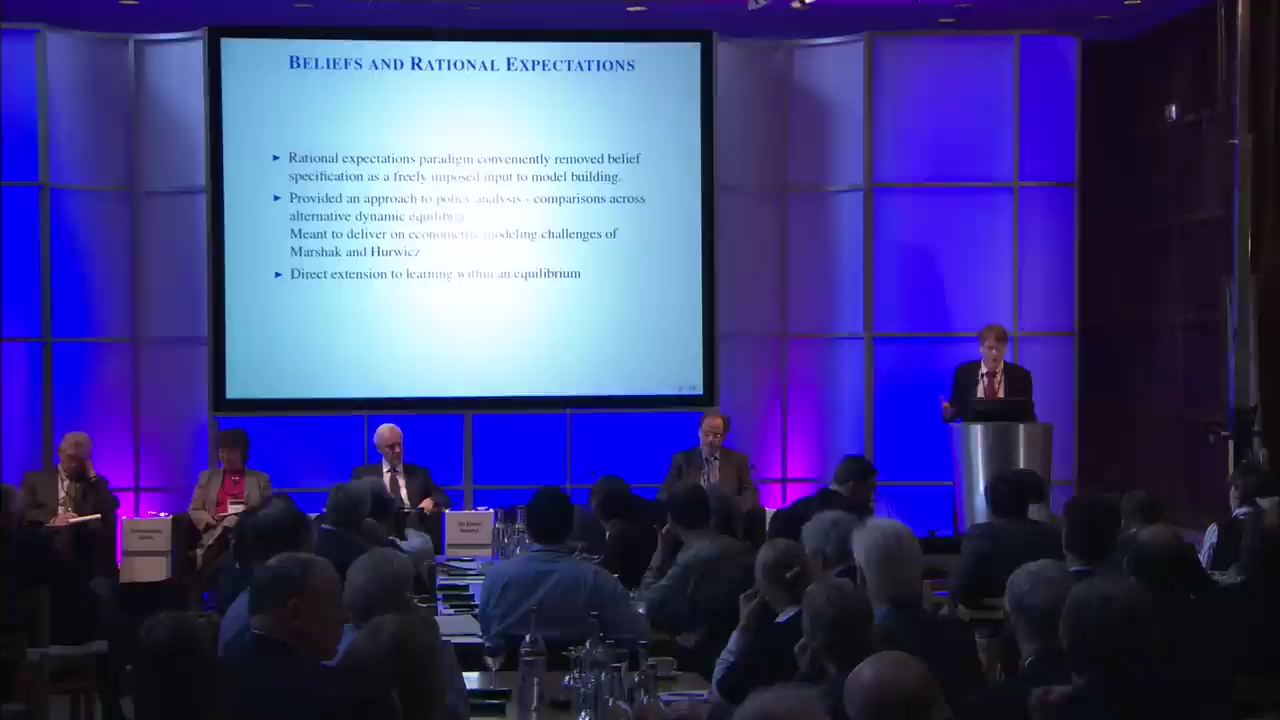 BELIEFS AND RATIONAL EXPECTATIONS
► Rational expectations paradigm conveniently removed belief
specification as a freely imposed input to model building.
► Provided an approach to policy analysis - comparisons across
alternative dynamic equilibria
Meant to deliver on econometric modeling challenges of
Marshak and Hurwicz
► Direct extension to learning within an equilibrium